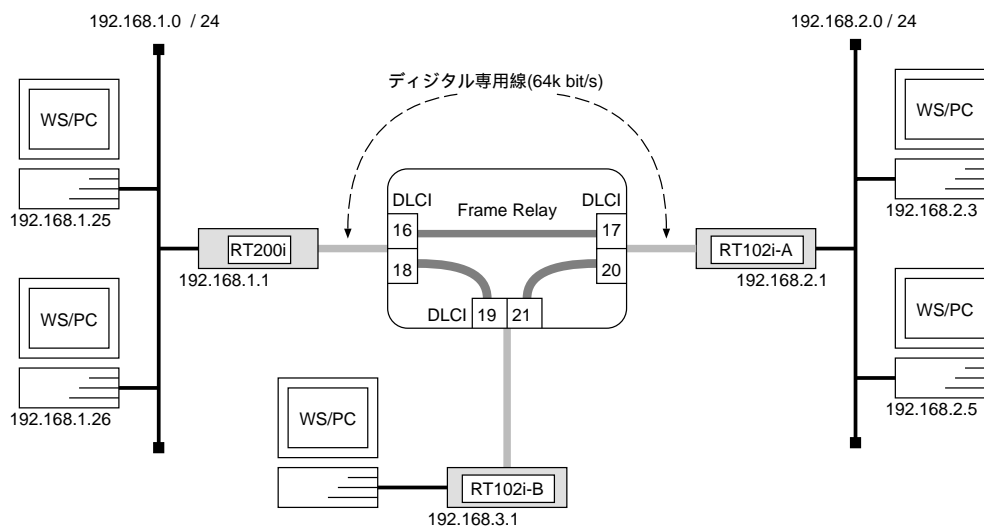 192.168.1.0 / 24
192.168.2.0 / 24
ディジタル専用線(64k bit/s)
WS/PC
192.168.1.25
WS/PC
192.168.2.3
DLCI
Frame Relay
DLCI
16
17
RT200i
192.168.1.1
RT102i-A
192.168.2.1
18
20
DLCI
19
21
WS/PC
192.168.1.26
WS/PC
192.168.2.5
WS/PC
RT102i-B
192.168.3.1